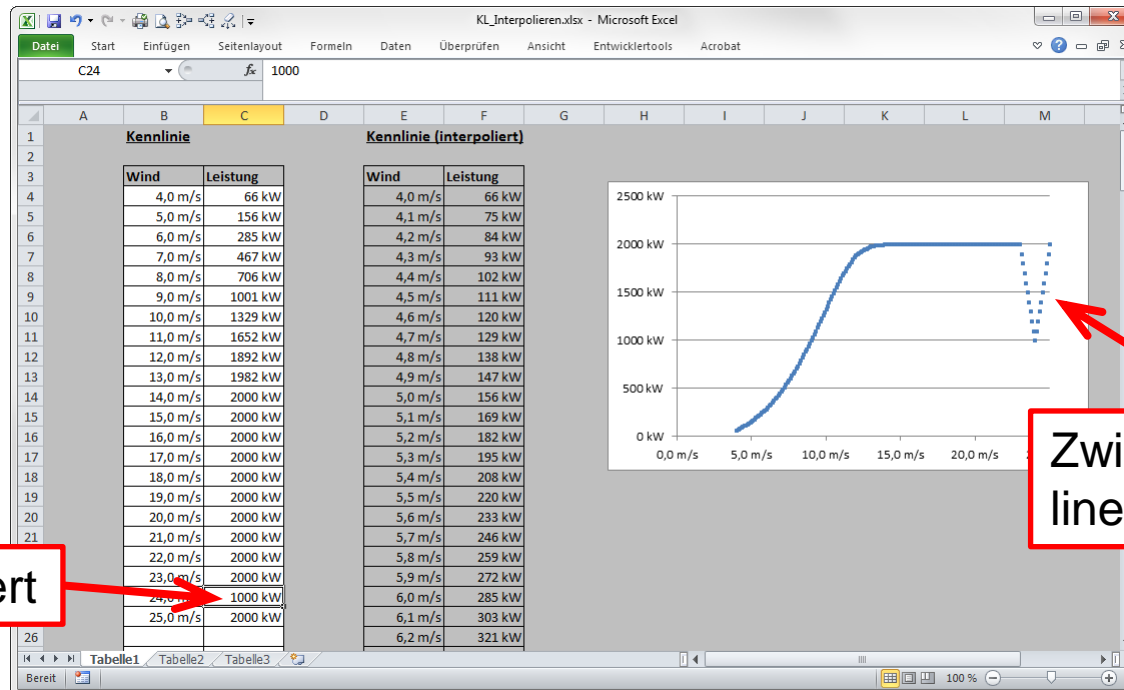 KL_Interpolieren.xlsx - Microsoft Excel
Datei Start Einfügen Seitenlayout Formeln Daten Überprüfen Ansicht Entwicklertools Acrobat
C24 fx 1000
A B C D E F G H I J K L M
1 Kennlinie Kennlinie (interpoliert)
2
3 Wind Leistung Wind Leistung
4 4,0 m/s 66 kW 4,0 m/s 66 kW
5 5,0 m/s 156 kW 4,1 m/s 75 kW
6 6,0 m/s 285 kW 4,2 m/s 84 kW
7 7,0 m/s 467 kW 4,3 m/s 93 kW
8 8,0 m/s 706 kW 4,4 m/s 102 kW
9 9,0 m/s 1001 kW 4,5 m/s 111 kW
10 10,0 m/s 1329 kW 4,6 m/s 120 kW
11 11,0 m/s 1652 kW 4,7 m/s 129 kW
12 12,0 m/s 1892 kW 4,8 m/s 138 kW
13 13,0 m/s 1982 kW 4,9 m/s 147 kW
14 14,0 m/s 2000 kW 5,0 m/s 156 kW
15 15,0 m/s 2000 kW 5,1 m/s 169 kW
16 16,0 m/s 2000 kW 5,2 m/s 182 kW
17 17,0 m/s 2000 kW 5,3 m/s 195 kW
18 18,0 m/s 2000 kW 5,4 m/s 208 kW
19 19,0 m/s 2000 kW 5,5 m/s 220 kW
20 20,0 m/s 2000 kW 5,6 m/s 233 kW
21 21,0 m/s 2000 kW 5,7 m/s 246 kW
22,0 m/s 2000 kW 5,8 m/s 259 kW
23,0 m/s 2000 kW 5,9 m/s 272 kW
24,0 1000 kW 6,0 m/s 285 kW
25,0 m/s 2000 kW 6,1 m/s 303 kW
26 6,2 m/s 321 kW
2500 kW
2000 kW
1500 kW
1000 kW
500 kW
0 kW
0,0 m/s 5,0 m/s 10,0 m/s 15,0 m/s 20,0 m/s
Zwi
line
ert
Tabelle1 Tabelle2 Tabelle3
Bereit 100 %